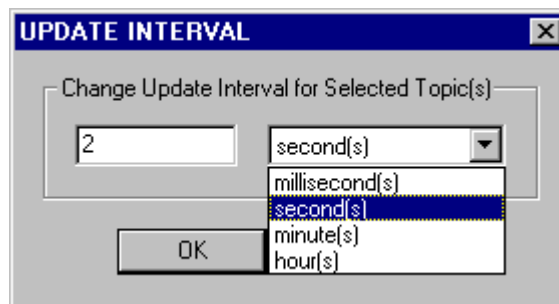 UPDATE INTERVAL
Change Update Interval for Selected Topic(s)
2
second(s)
millisecond(s)
second(s)
minute(s)
hour(s)
OK